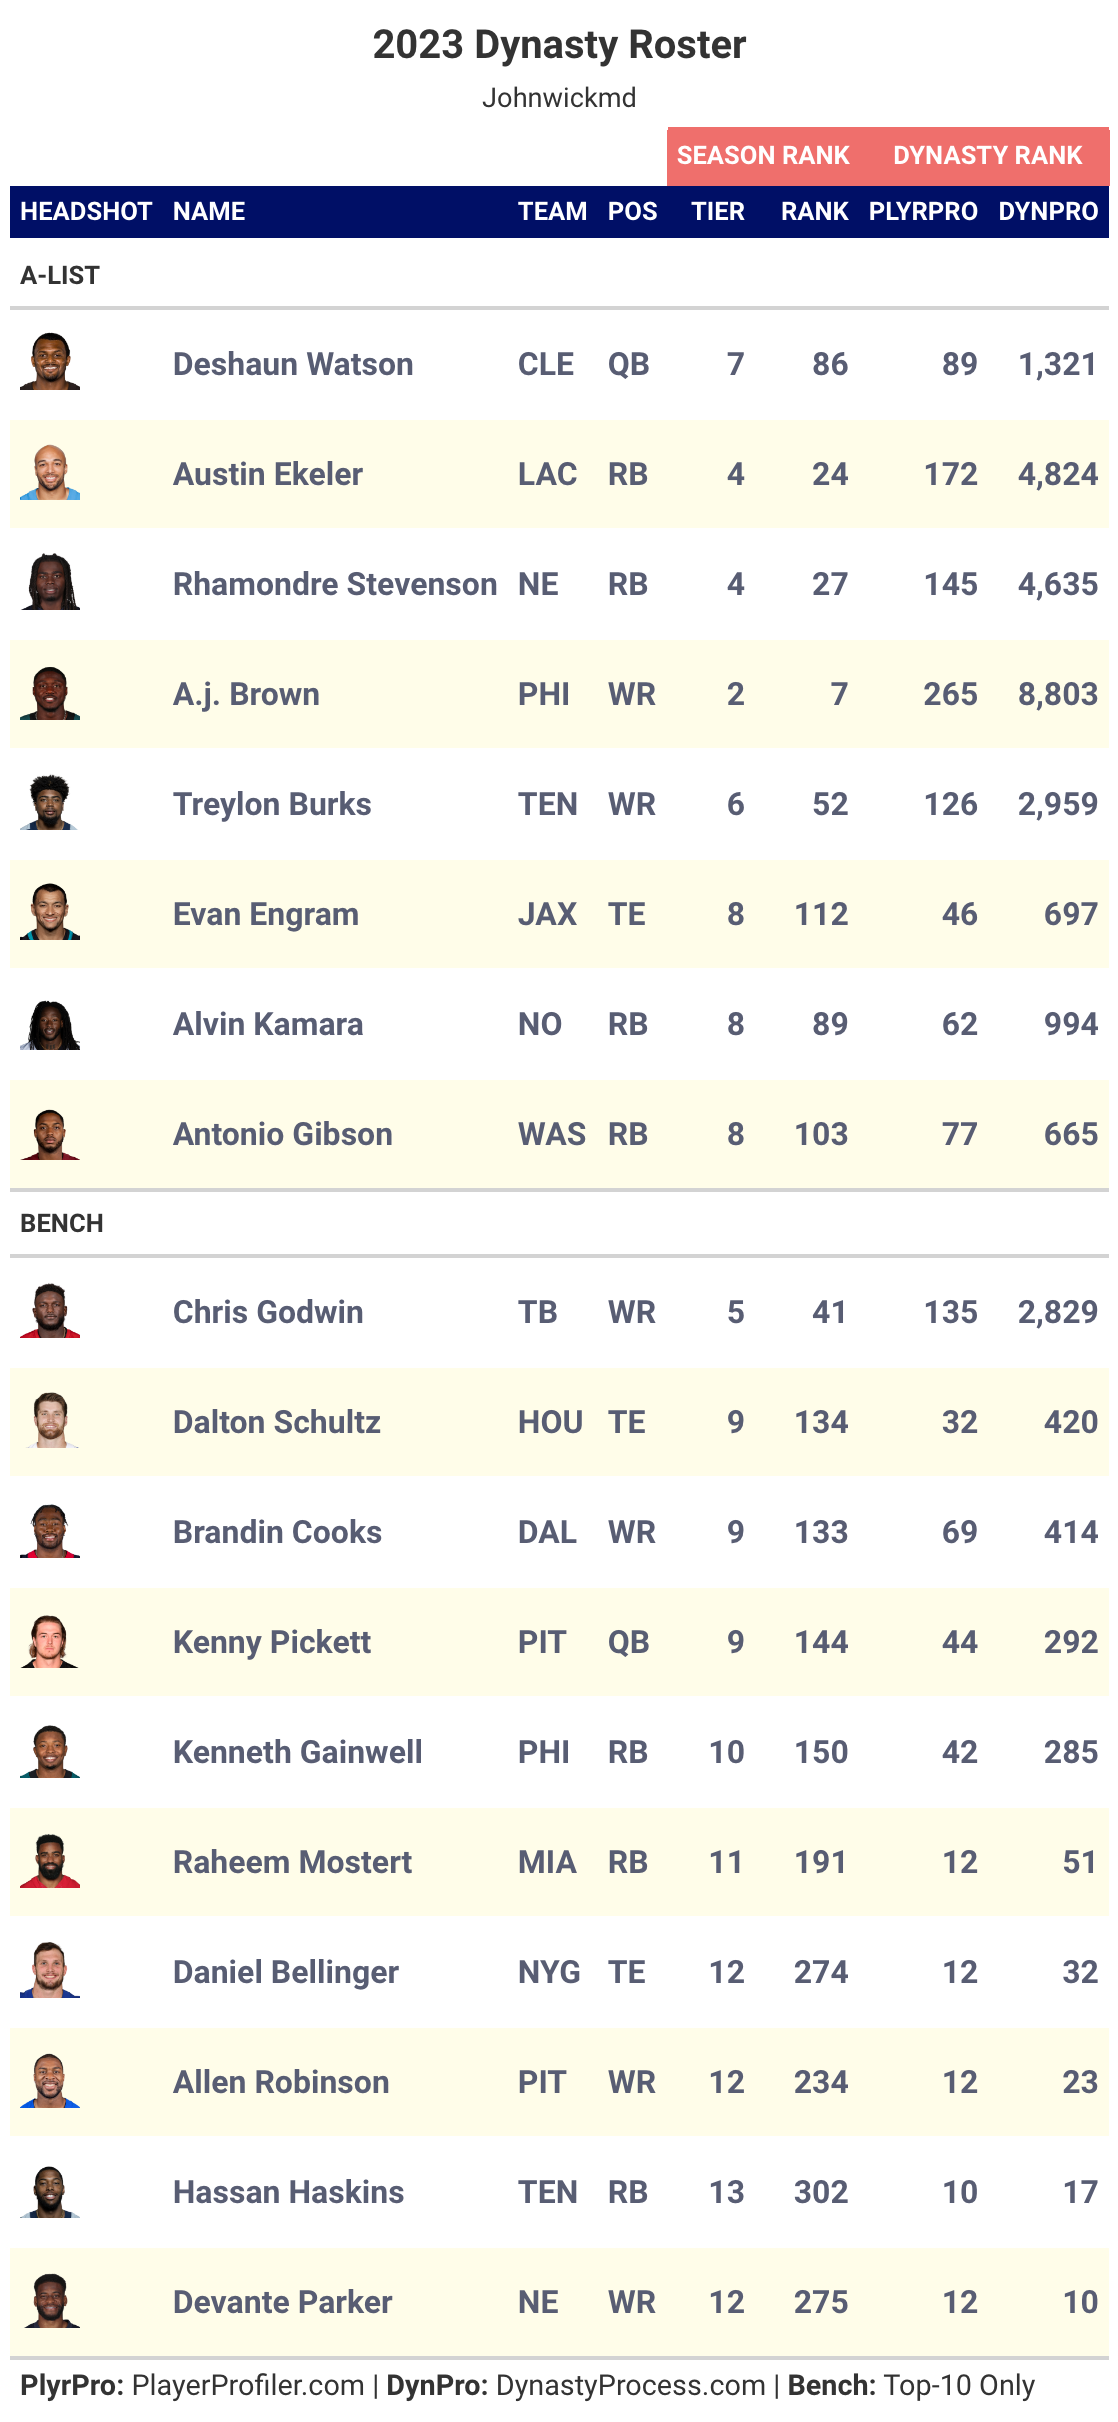 2023 Dynasty Roster
Johnwickmd
SEASON RANK DYNASTY RANK
HEADSHOT NAME TEAM POS TIER RANK PLYRPRO DYNPRO
A-LIST
Deshaun Watson CLE QB 7 86 89 1,321
Austin Ekeler LAC RB 4 24 172 4,824
Rhamondre Stevenson NE RB 4 27 145 4,635
A.j. Brown PHI WR 2 7 265 8,803
Treylon Burks TEN WR 6 52 126 2,959
Evan Engram JAX TE 8 112 46 697
Alvin Kamara NO RB 8 89 62 994
Antonio Gibson WAS RB 8 103 77 665
BENCH
Chris Godwin TB WR 5 41 135 2,829
Dalton Schultz HOU TE 9 134 32 420
Brandin Cooks DAL WR 9 133 69 414
Kenny Pickett PIT QB 9 144 44 292
Kenneth Gainwell PHI RB 10 150 42 285
Raheem Mostert MIA RB 11 191 12 51
Daniel Bellinger NYG TE 12 274 12 32
Allen Robinson PIT WR 12 234 12 23
Hassan Haskins TEN RB 13 302 10 17
Devante Parker NE WR 12 275 12 10
PlyrPro: PlayerProfiler.com | DynPro: DynastyProcess.com | Bench: Top-10 Only